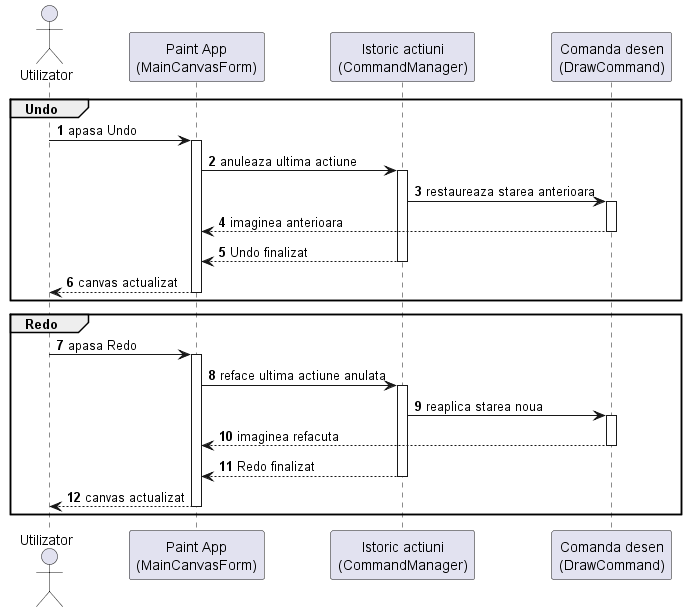 Utilizator
Paint App
(MainCanvasForm)
Istoric actiuni
(CommandManager)
Comanda desen
(DrawCommand)
Undo
1 apasa Undo
2 anuleaza ultima actiune
3 restaureaza starea anterioara
4 imaginea anterioara
5 Undo finalizat
6 canvas actualizat
Redo
7 apasa Redo
8 reface ultima actiune anulata
9 reaplica starea noua
10 imaginea refacuta
11 Redo finalizat
12 canvas actualizat
Utilizator
Paint App
(MainCanvasForm)
Istoric actiuni
(CommandManager)
Comanda desen
(DrawCommand)